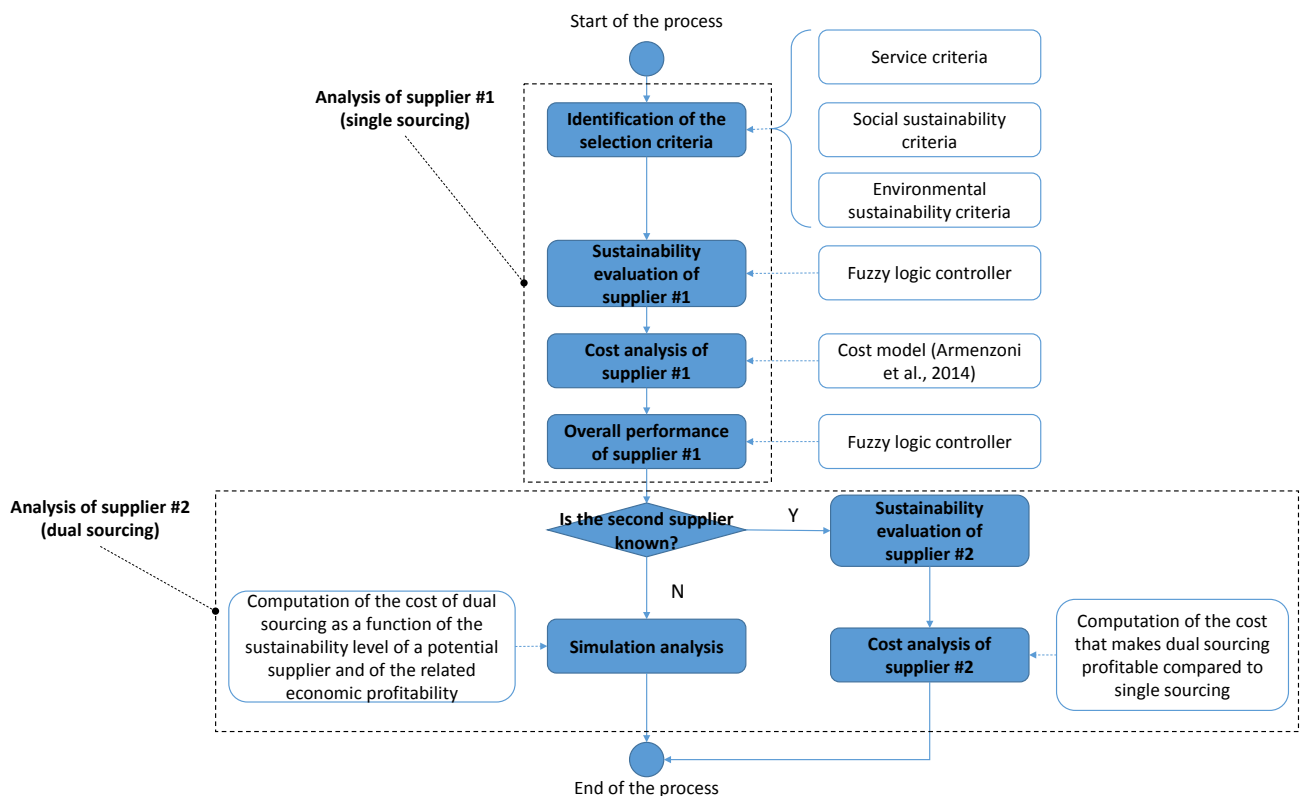 Start of the process
Service criteria
Analysis of supplier #1
(single sourcing)
Identification of the
selection criteria
Social sustainability
criteria
Environmental
sustainability criteria
Sustainability
evaluation of
supplier #1
Fuzzy logic controller
Cost analysis of
supplier #1
Cost model (Armenzoni
et al., 2014)
Overall performance
of supplier #1
Fuzzy logic controller
Analysis of supplier #2
(dual sourcing)
Is the second supplier
known?
Y
Sustainability
evaluation of
supplier #2
N
Computation of the cost of dual
sourcing as a function of the
sustainability level of a potential
supplier and of the related
economic profitability
Simulation analysis
Cost analysis of
supplier #2
Computation of the cost
that makes dual sourcing
profitable compared to
single sourcing
End of the process